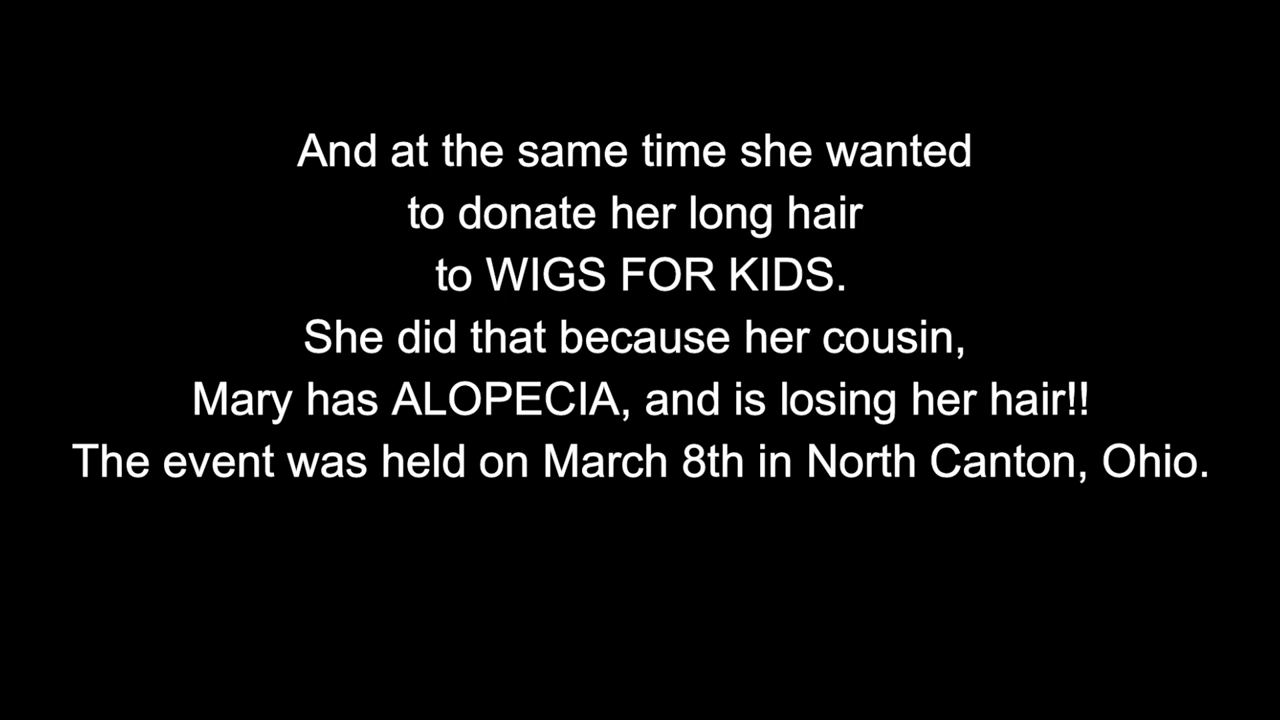 And at the same time she wanted
to donate her long hair
to WIGS FOR KIDS.
She did that because her cousin,
Mary has ALOPECIA, and is losing her hair!!
The event was held on March 8th in North Canton, Ohio.